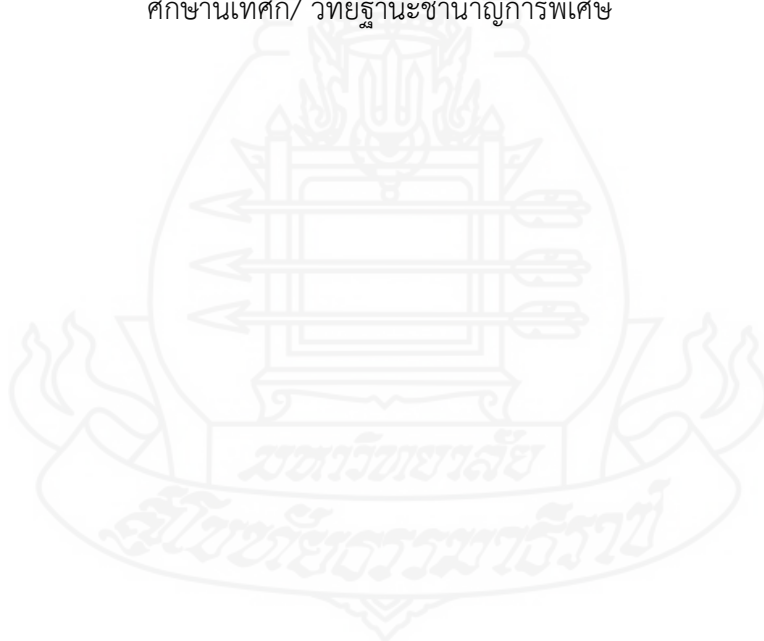 ศึกษานิเทศก์/ วิทยฐานะชำนาญการพิเศษ
มหาวิทยาลัย
สุโขทัยธรรมาธิราช